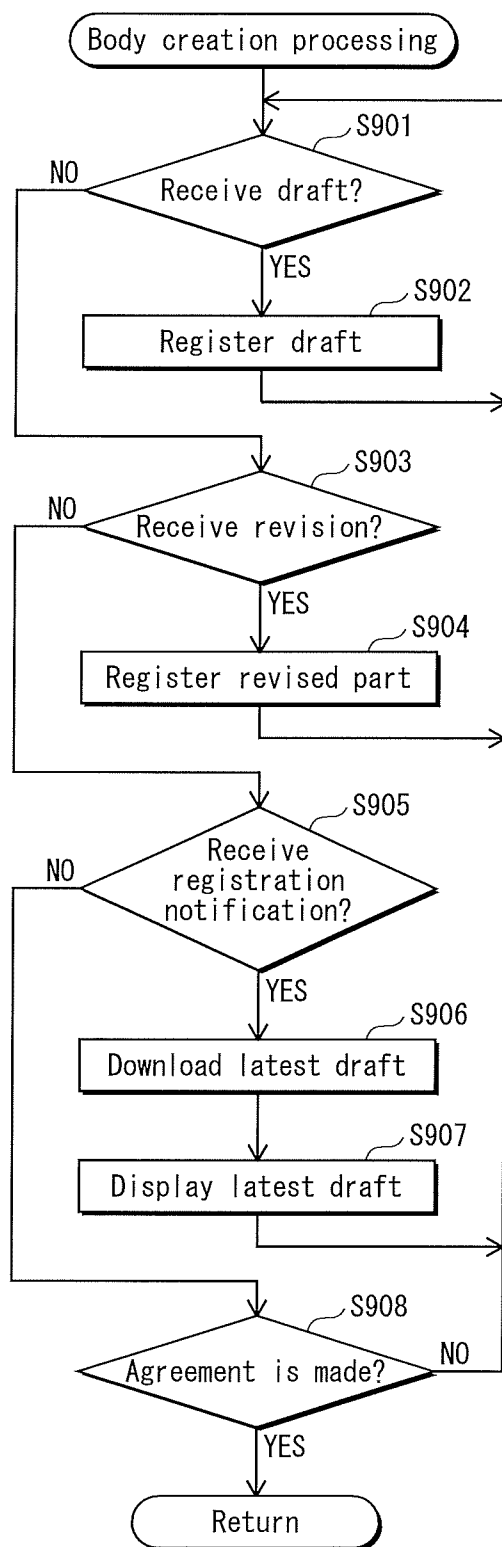 Body creation processing
S901
NO
Receive draft?
YES
S902
Register draft
S903
NO
Receive revision?
YES
S904
Register revised part
S905
NO
Receive
registration
notification?
YES
S906
Download latest draft
S907
Display latest draft
S908
Agreement is made?
NO
YES
Return